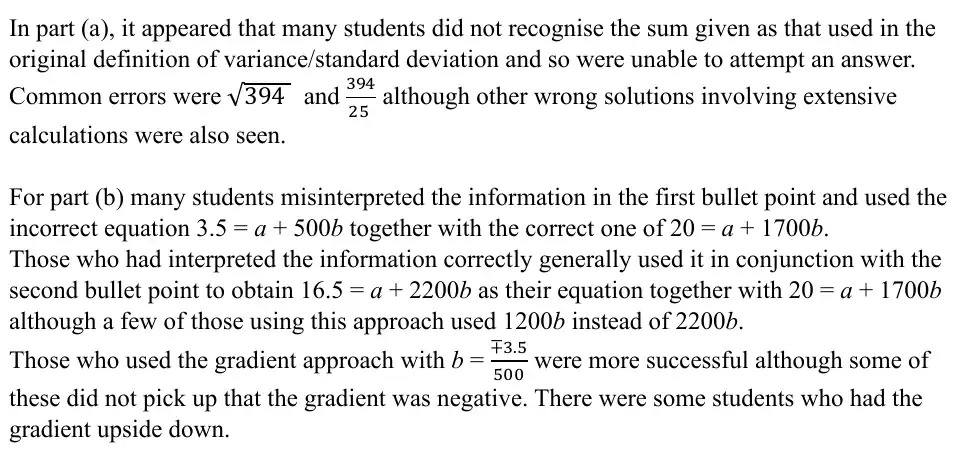 In part (a), it appeared that many students did not recognise the sum given as that used in the
original definition of variance/standard deviation and so were unable to attempt an answer.
Common errors were √394 and 394/25 although other wrong solutions involving extensive
calculations were also seen.
For part (b) many students misinterpreted the information in the first bullet point and used the
incorrect equation 3.5 = a + 500b together with the correct one of 20 = a + 1700b.
Those who had interpreted the information correctly generally used it in conjunction with the
second bullet point to obtain 16.5 = a + 2200b as their equation together with 20 = a + 1700b
although a few of those using this approach used 1200b instead of 2200b.
Those who used the gradient approach with b = ∓3.5/500 were more successful although some of
these did not pick up that the gradient was negative. There were some students who had the
gradient upside down.